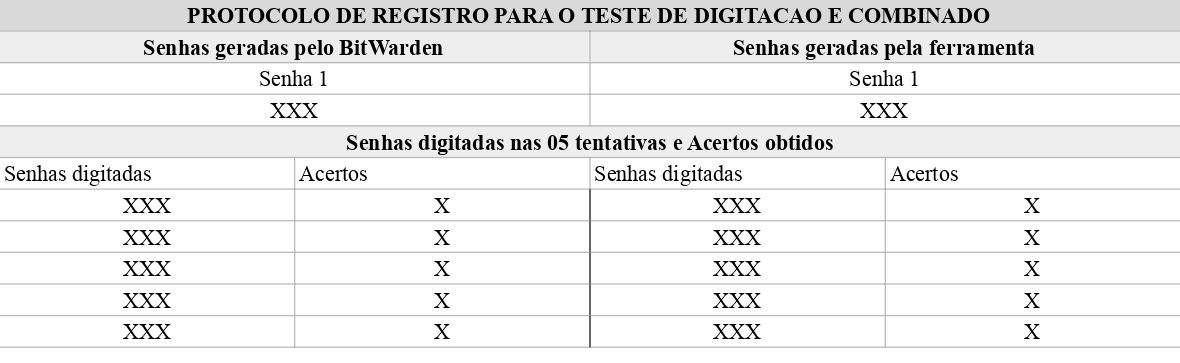 PROTOCOLO DE REGISTRO PARA O TESTE DE DIGITACAO E COMBINADO
Senhas geradas pelo BitWarden Senhas geradas pela ferramenta
Senha 1 Senha 1
XXX XXX
Senhas digitadas nas 05 tentativas e Acertos obtidos
Senhas digitadas Acertos Senhas digitadas Acertos
XXX X XXX X
XXX X XXX X
XXX X XXX X
XXX X XXX X
XXX X XXX X